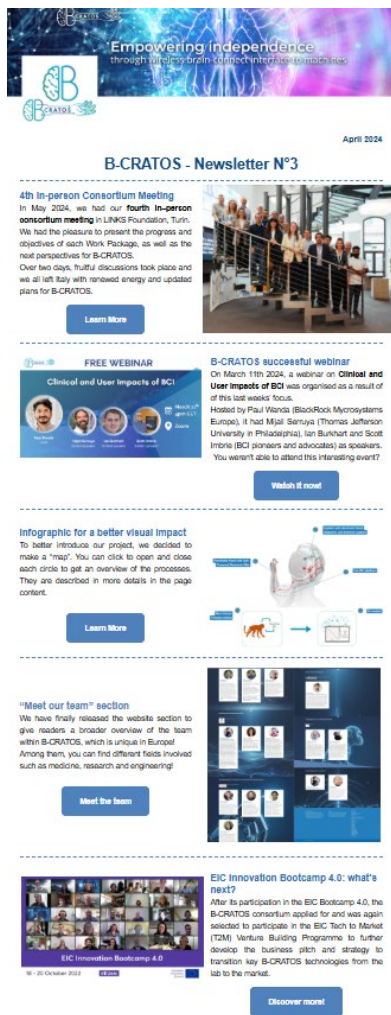 B-CRATOS
Empowering independence
through wireless brain-connect interface to machines
B-CRATOS
April 2024
B-CRATOS - Newsletter N°3
4th In-person Consortium Meeting
In May 2024, we had our fourth in-person
consortium meeting in LINKS Foundation, Turin.
We had the pleasure to present the progress and
objectives of each Work Package, as well as the
next perspectives for B-CRATOS.
Over two days, fruitful discussions took place and
we all left Italy with renewed energy and updated
plans for B-CRATOS.
Learn More
FREE WEBINAR
Clinical and User Impacts of BCI
Zoom
B-CRATOS successful webinar
On March 11th 2024, a webinar on Clinical and
User Impacts of BCI was organised as a result of
of this last weeks' focus.
Hosted by Paul Wanda (BlackRock Mycrosystems
Europe), it had Mijail Serruya (Thomas Jefferson
University in Philadelphia), Ian Burkhart and Scott
Imbrie (BCI pioneers and advocates) as speakers.
You weren't able to attend this interesting event?
Watch it now!
Infographic for a better visual impact
To better introduce our project, we decided to
make a "map". You can click to open and close
each circle to get an overview of the processes.
They are described in more details in the page
content.
Learn More
"Meet our team" section
We have finally released the website section to
give readers a broader overview of the team
within B-CRATOS, which is unique in Europe!
Among them, you can find different fields involved
such as medicine, research and engineering!
Meet the team
EIC Innovation Bootcamp 4.0
18 - 20 October 2022
EIC Innovation Bootcamp 4.0: what's
next?
After its participation in the EIC Bootcamp 4.0, the
B-CRATOS consortium applied for and was again
selected to participate in the EIC Tech to Market
(T2M) Venture Building Programme to further
develop the business pitch and strategy to
transition key B-CRATOS technologies from the
lab to the market.
Discover more!